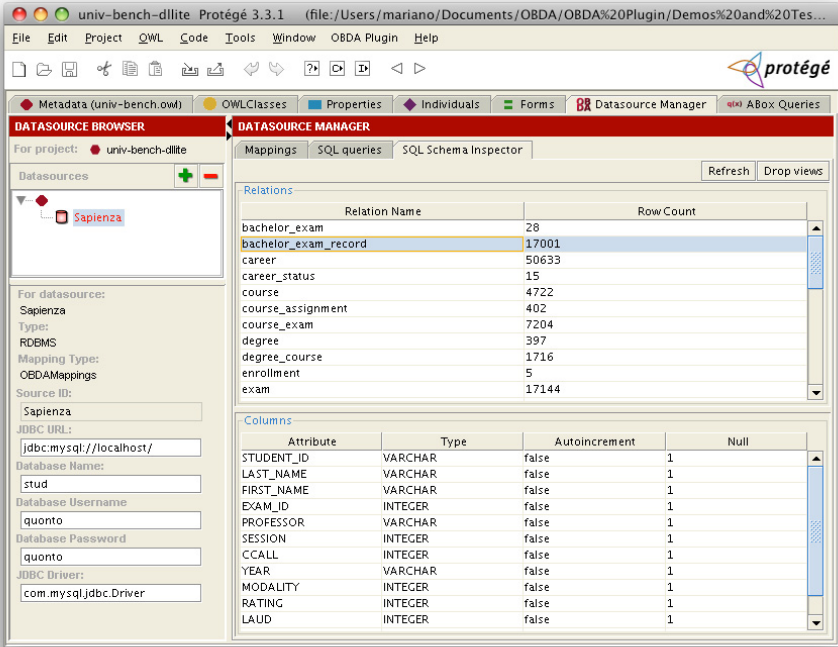 univ-bench-dllite Protégé 3.3.1 (file:/Users/mariano/Documents/OBDA/OBDA%20Plugin/Demos%20and%20Tes...
File Edit Project OWL Code Tools Window OBDA Plugin Help
protégé
Metadata (univ-bench.owl) OWLClasses Properties Individuals Forms Datasource Manager q(x) ABox Queries
DATASOURCE BROWSER
For project: univ-bench-dllite
Datasources
Sapienza
For datasource:
Sapienza
Type:
RDBMS
Mapping Type:
OBDAMappings
Source ID:
Sapienza
JDBC URL:
jdbc:mysql://localhost/
Database Name:
stud
Database Username
quonto
Database Password
quonto
JDBC Driver:
com.mysql.jdbc.Driver
DATASOURCE MANAGER
Mappings SQL queries SQL Schema Inspector
Refresh Drop views
Relations
Relation Name Row Count
bachelor_exam 28
bachelor_exam_record 17001
career 50633
career_status 15
course 4722
course_assignment 402
course_exam 7204
degree 397
degree_course 1716
enrollment 5
exam 17144
Columns
Attribute Type Autoincrement Null
STUDENT_ID VARCHAR false 1
LAST_NAME VARCHAR false 1
FIRST_NAME VARCHAR false 1
EXAM_ID INTEGER false 1
PROFESSOR VARCHAR false 1
SESSION INTEGER false 1
CCALL INTEGER false 1
YEAR VARCHAR false 1
MODALITY INTEGER false 1
RATING INTEGER false 1
LAUD INTEGER false 1